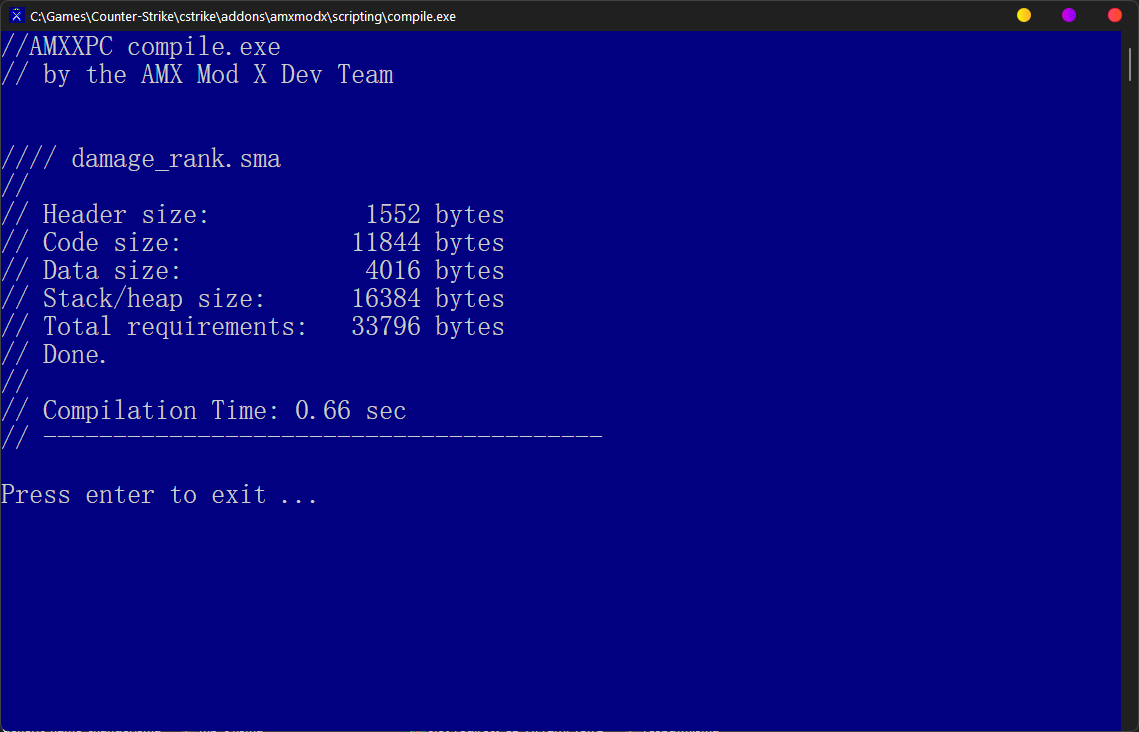 C:\Games\Counter-Strike\cstrike\addons\amxmodx\scripting\compile.exe
//AMXXPC compile.exe
// by the AMX Mod X Dev Team
//// damage_rank.sma
//
// Header size:           1552 bytes
// Code size:            11844 bytes
// Data size:             4016 bytes
// Stack/heap size:      16384 bytes
// Total requirements:   33796 bytes
// Done.
//
// Compilation Time: 0.66 sec
// ----------------------------------------
Press enter to exit ...